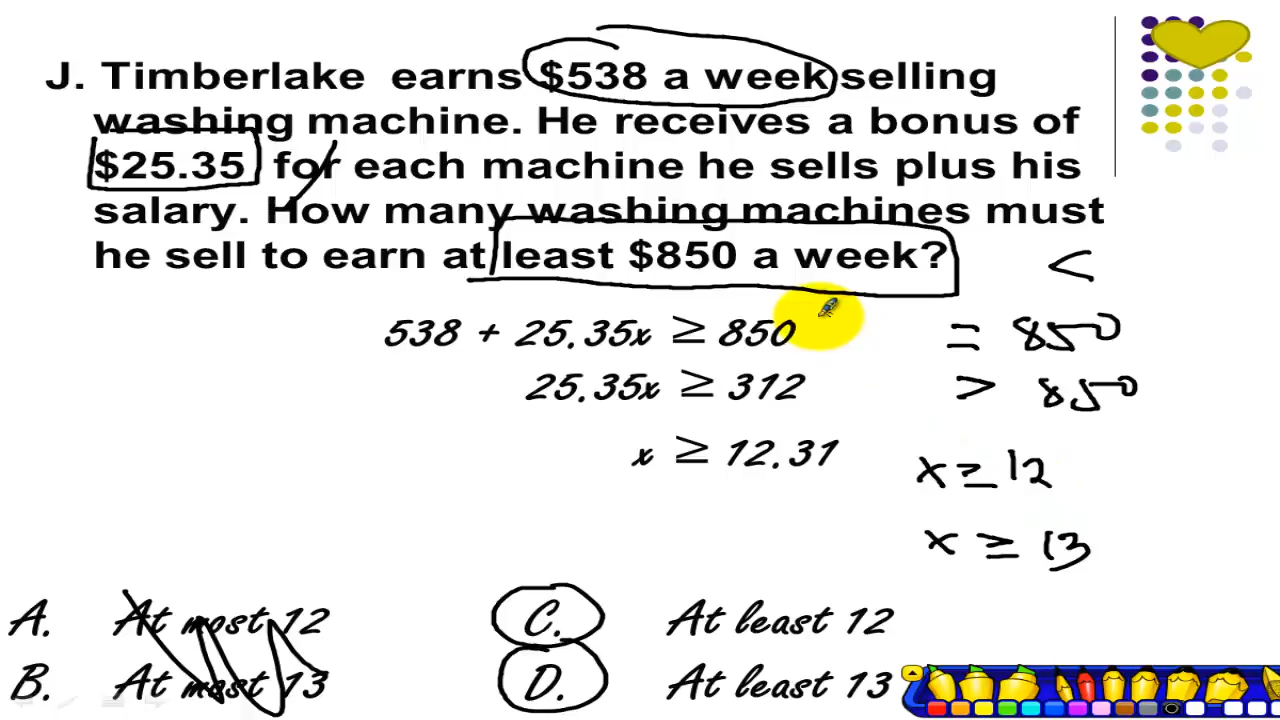 J. Timberlake earns $538 a week selling
washing machine. He receives a bonus of
$25.35 for each machine he sells plus his
salary. How many washing machines must
he sell to earn at least $850 a week?
<
538 + 25.35x ≥ 850
= 850
25.35x ≥ 312
> 850
x ≥ 12.31
x ≥ 12
x ≥ 13
A. At most 12
C. At least 12
B. At most 13
D. At least 13